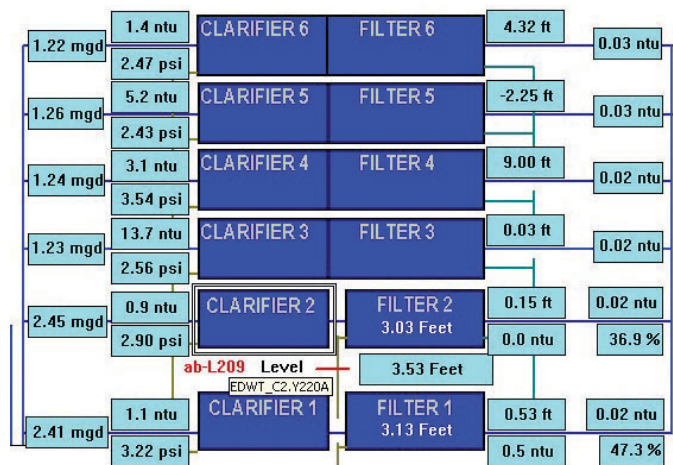 1.4 ntu CLARIFIER 6 FILTER 6 4.32 ft
1.22 mgd 0.03 ntu
2.47 psi
5.2 ntu CLARIFIER 5 FILTER 5 -2.25 ft
1.26 mgd 0.03 ntu
2.43 psi
3.1 ntu CLARIFIER 4 FILTER 4 9.00 ft
1.24 mgd 0.02 ntu
3.54 psi
13.7 ntu CLARIFIER 3 FILTER 3 0.03 ft
1.23 mgd 0.02 ntu
2.56 psi
0.9 ntu CLARIFIER 2 FILTER 2 0.15 ft 0.02 ntu
2.45 mgd 3.03 Feet
2.90 psi 0.0 ntu 36.9 %
ab-L209 Level 3.53 Feet
EDWT_C2.Y220A
1.1 ntu CLARIFIER 1 FILTER 1 0.53 ft 0.02 ntu
2.41 mgd 3.13 Feet
3.22 psi 0.5 ntu 47.3 %